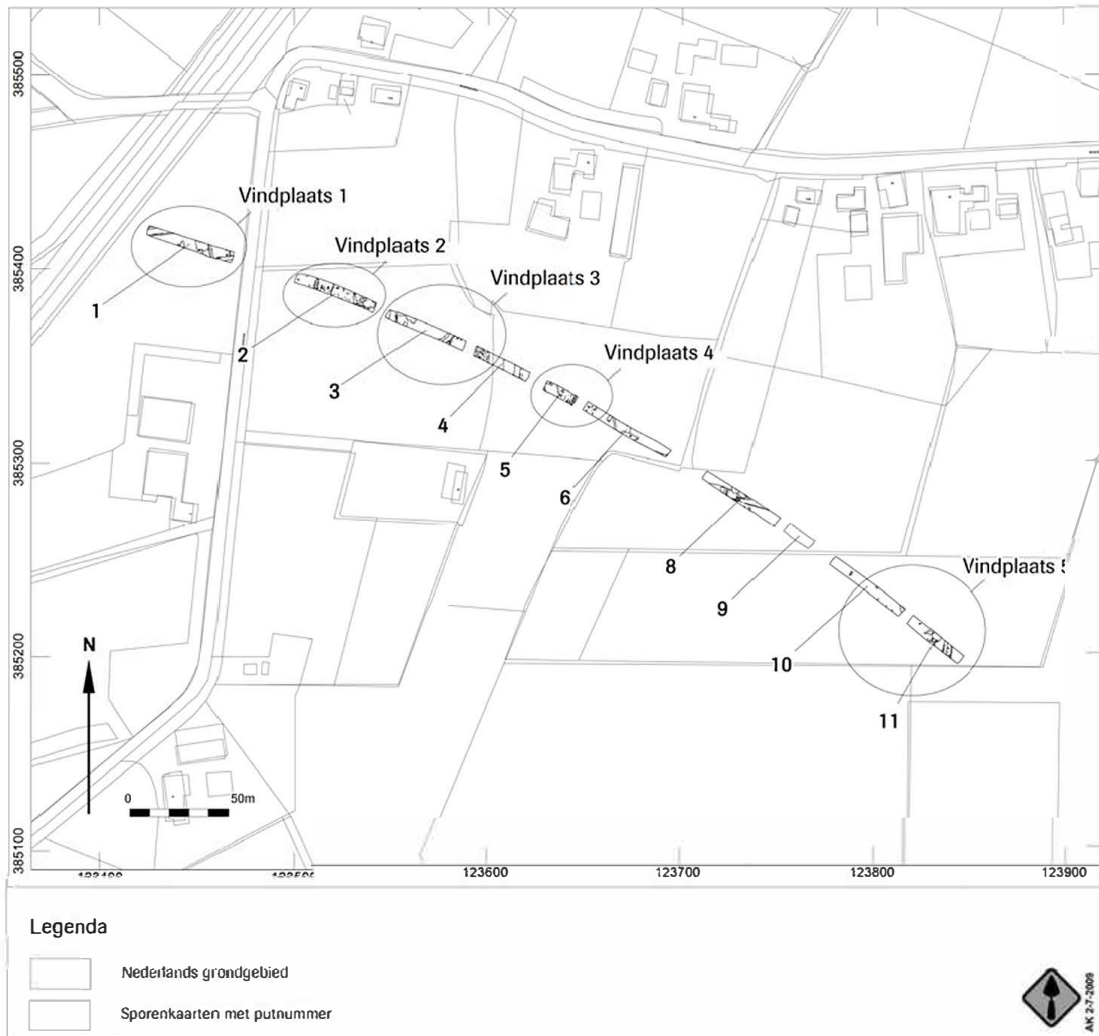 385500
Vindplaats 1
385400
Vindplaats 2
Vindplaats 3
1
2
Vindplaats 4
3
4
385300
5
6
8
Vindplaats 5
9
N
385200
10
11
0 50m
385100
123600 123700 123800 123900
Legenda
Nederlands grondgebied
Sporenkaarten met putnummer
AK 2-7-2009